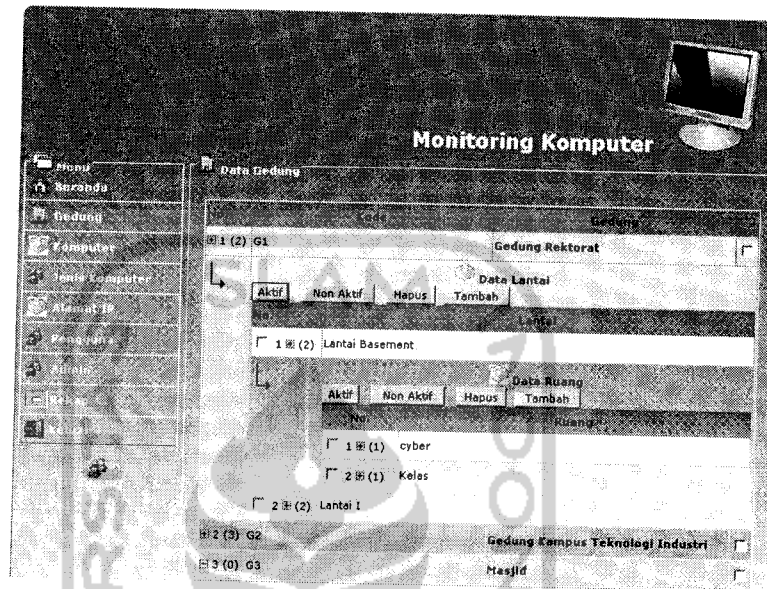 Monitoring Komputer
Menu
Beranda
Gedung
Komputer
Jenis Komputer
Alamat IP
Pengguna
Admin
Data Gedung
Kode Gedung
1 (2) G1 Gedung Rektorat
Data Lantai
Aktif Non Aktif Hapus Tambah
No Lantai
1 (2) Lantai Basement
Data Ruang
Aktif Non Aktif Hapus Tambah
No. Ruang
1 (1) cyber
2 (1) Kelas
2 (2) Lantai I
2 (3) G2 Gedung Kampus Teknologi Industri
3 (0) G3 Masjid
ISLAM